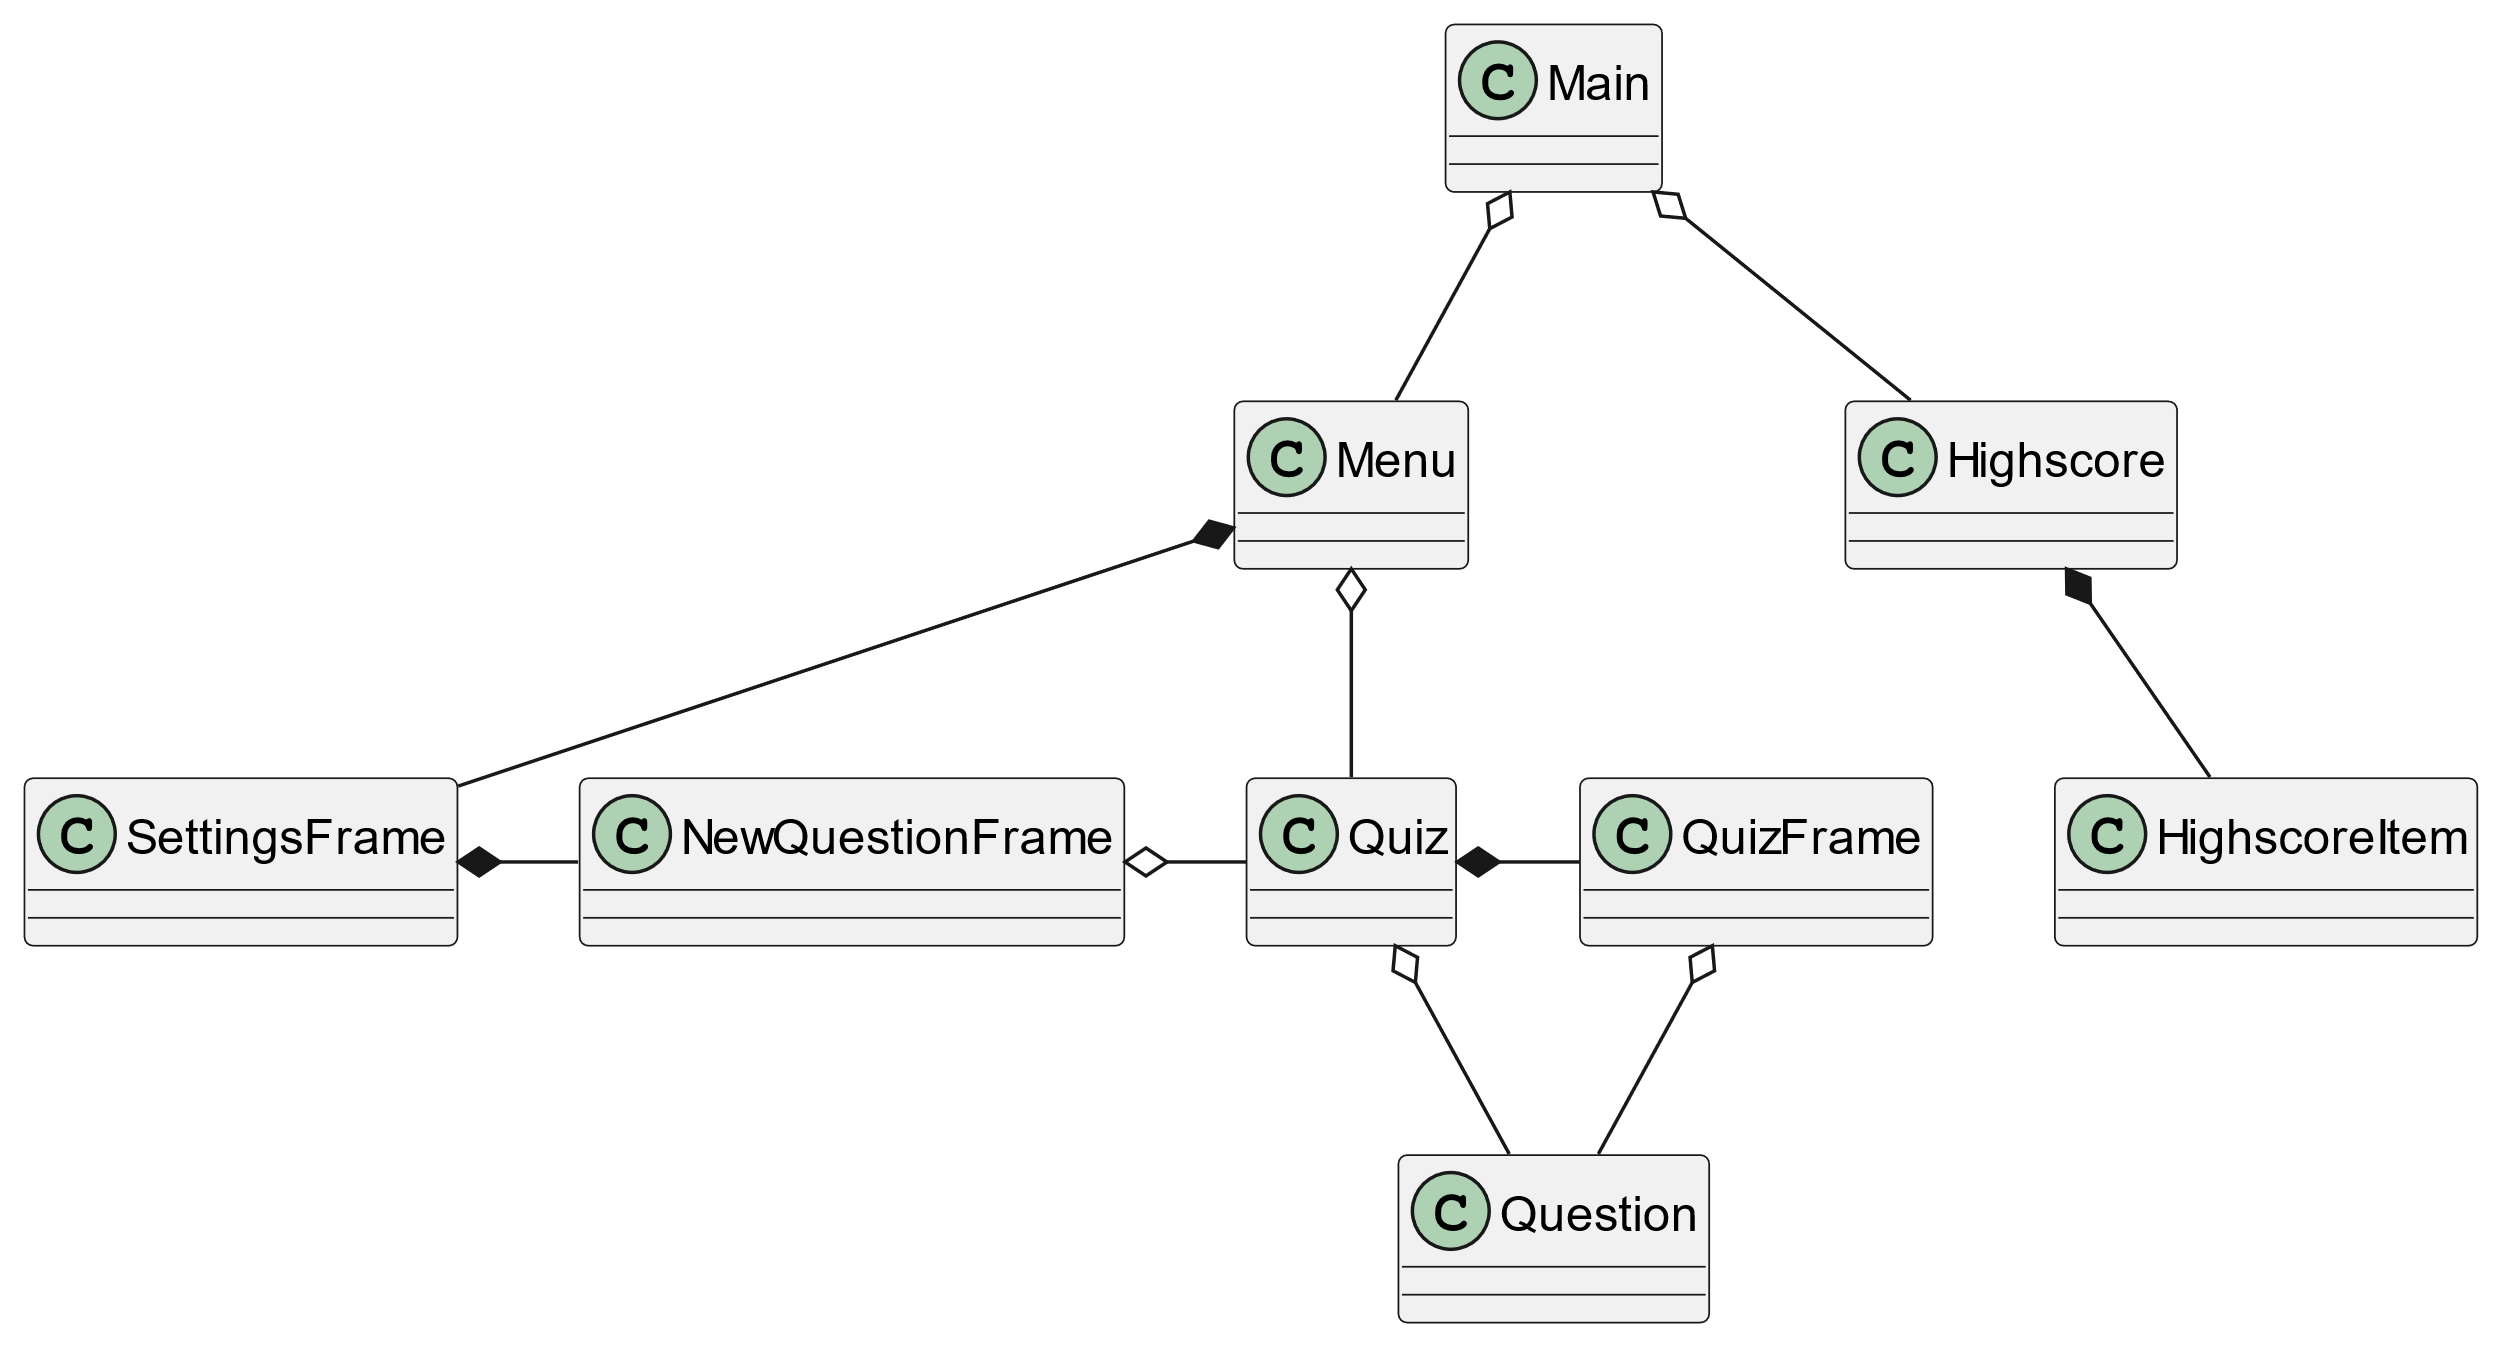 C Main
C Menu
C Highscore
C SettingsFrame
C NewQuestionFrame
C Quiz
C QuizFrame
C HighscoreItem
C Question